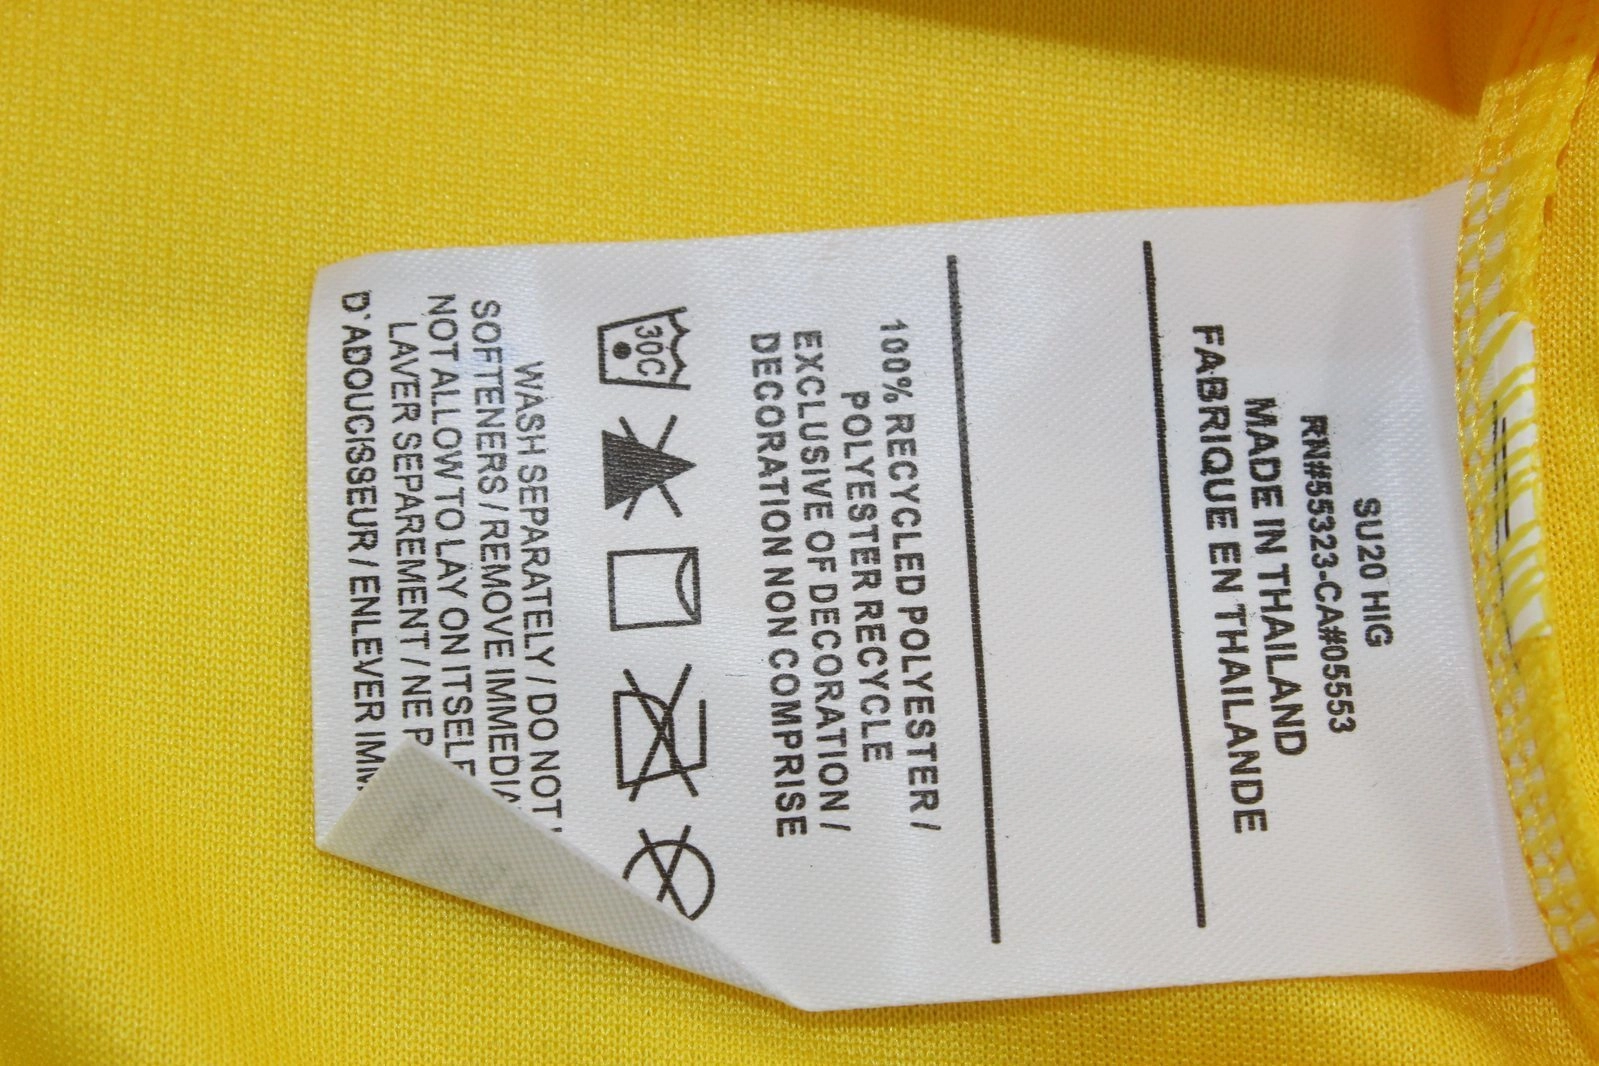 SU20 HIG
RN#55323-CA#05553
MADE IN THAILAND
FABRIQUE EN THAILANDE
100% RECYCLED POLYESTER /
POLYESTER RECYCLE
EXCLUSIVE OF DECORATION /
DECORATION NON COMPRISE
30C
WASH SEPARATELY / DO NOT
SOFTENERS / REMOVE
NOT ALLOW TO LAY ON ITSELF
LAVER SEPAREMENT / NE
D`ADOUCISSEUR / ENLEVER